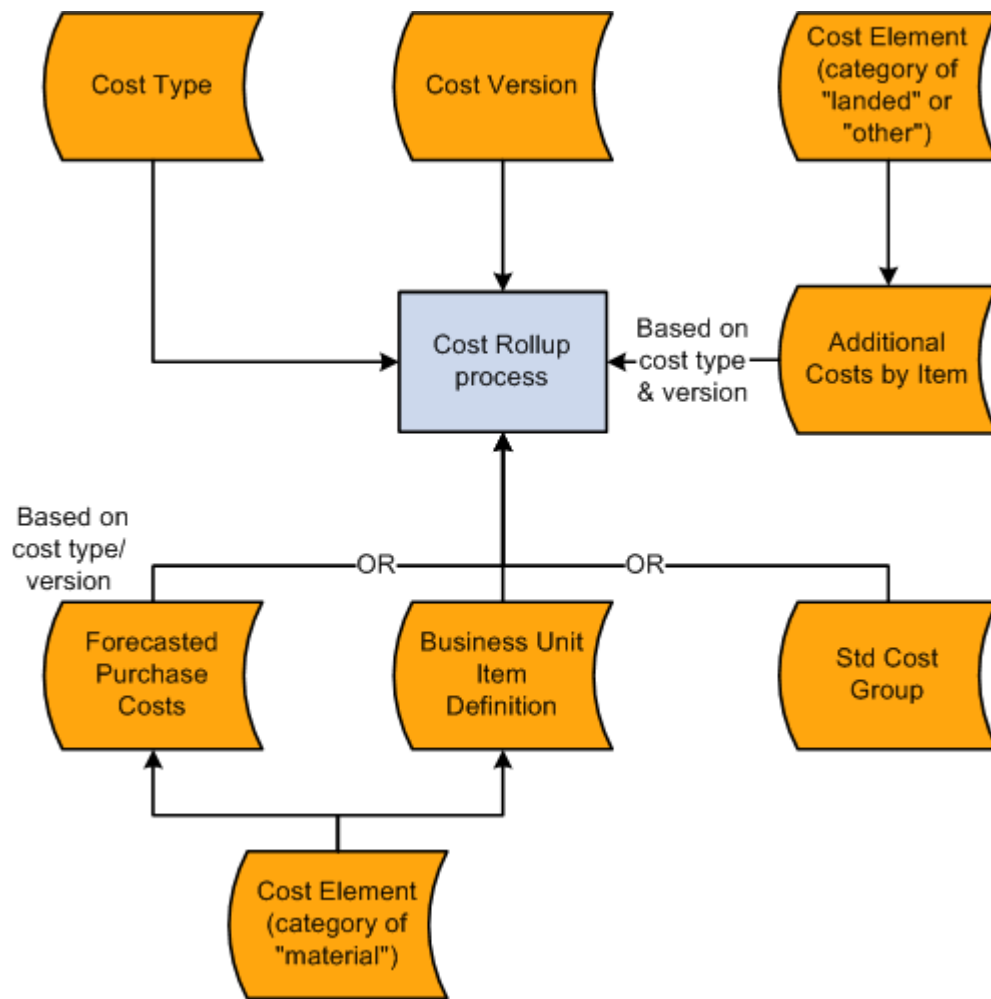 Cost Type
Cost Version
Cost Element
(category of
"landed" or
"other")
Cost Rollup
process
Based on
cost type
& version
Additional
Costs by Item
Based on
cost type/
version
OR
OR
Forecasted
Purchase
Costs
Business Unit
Item
Definition
Std Cost
Group
Cost Element
(category of
"material")